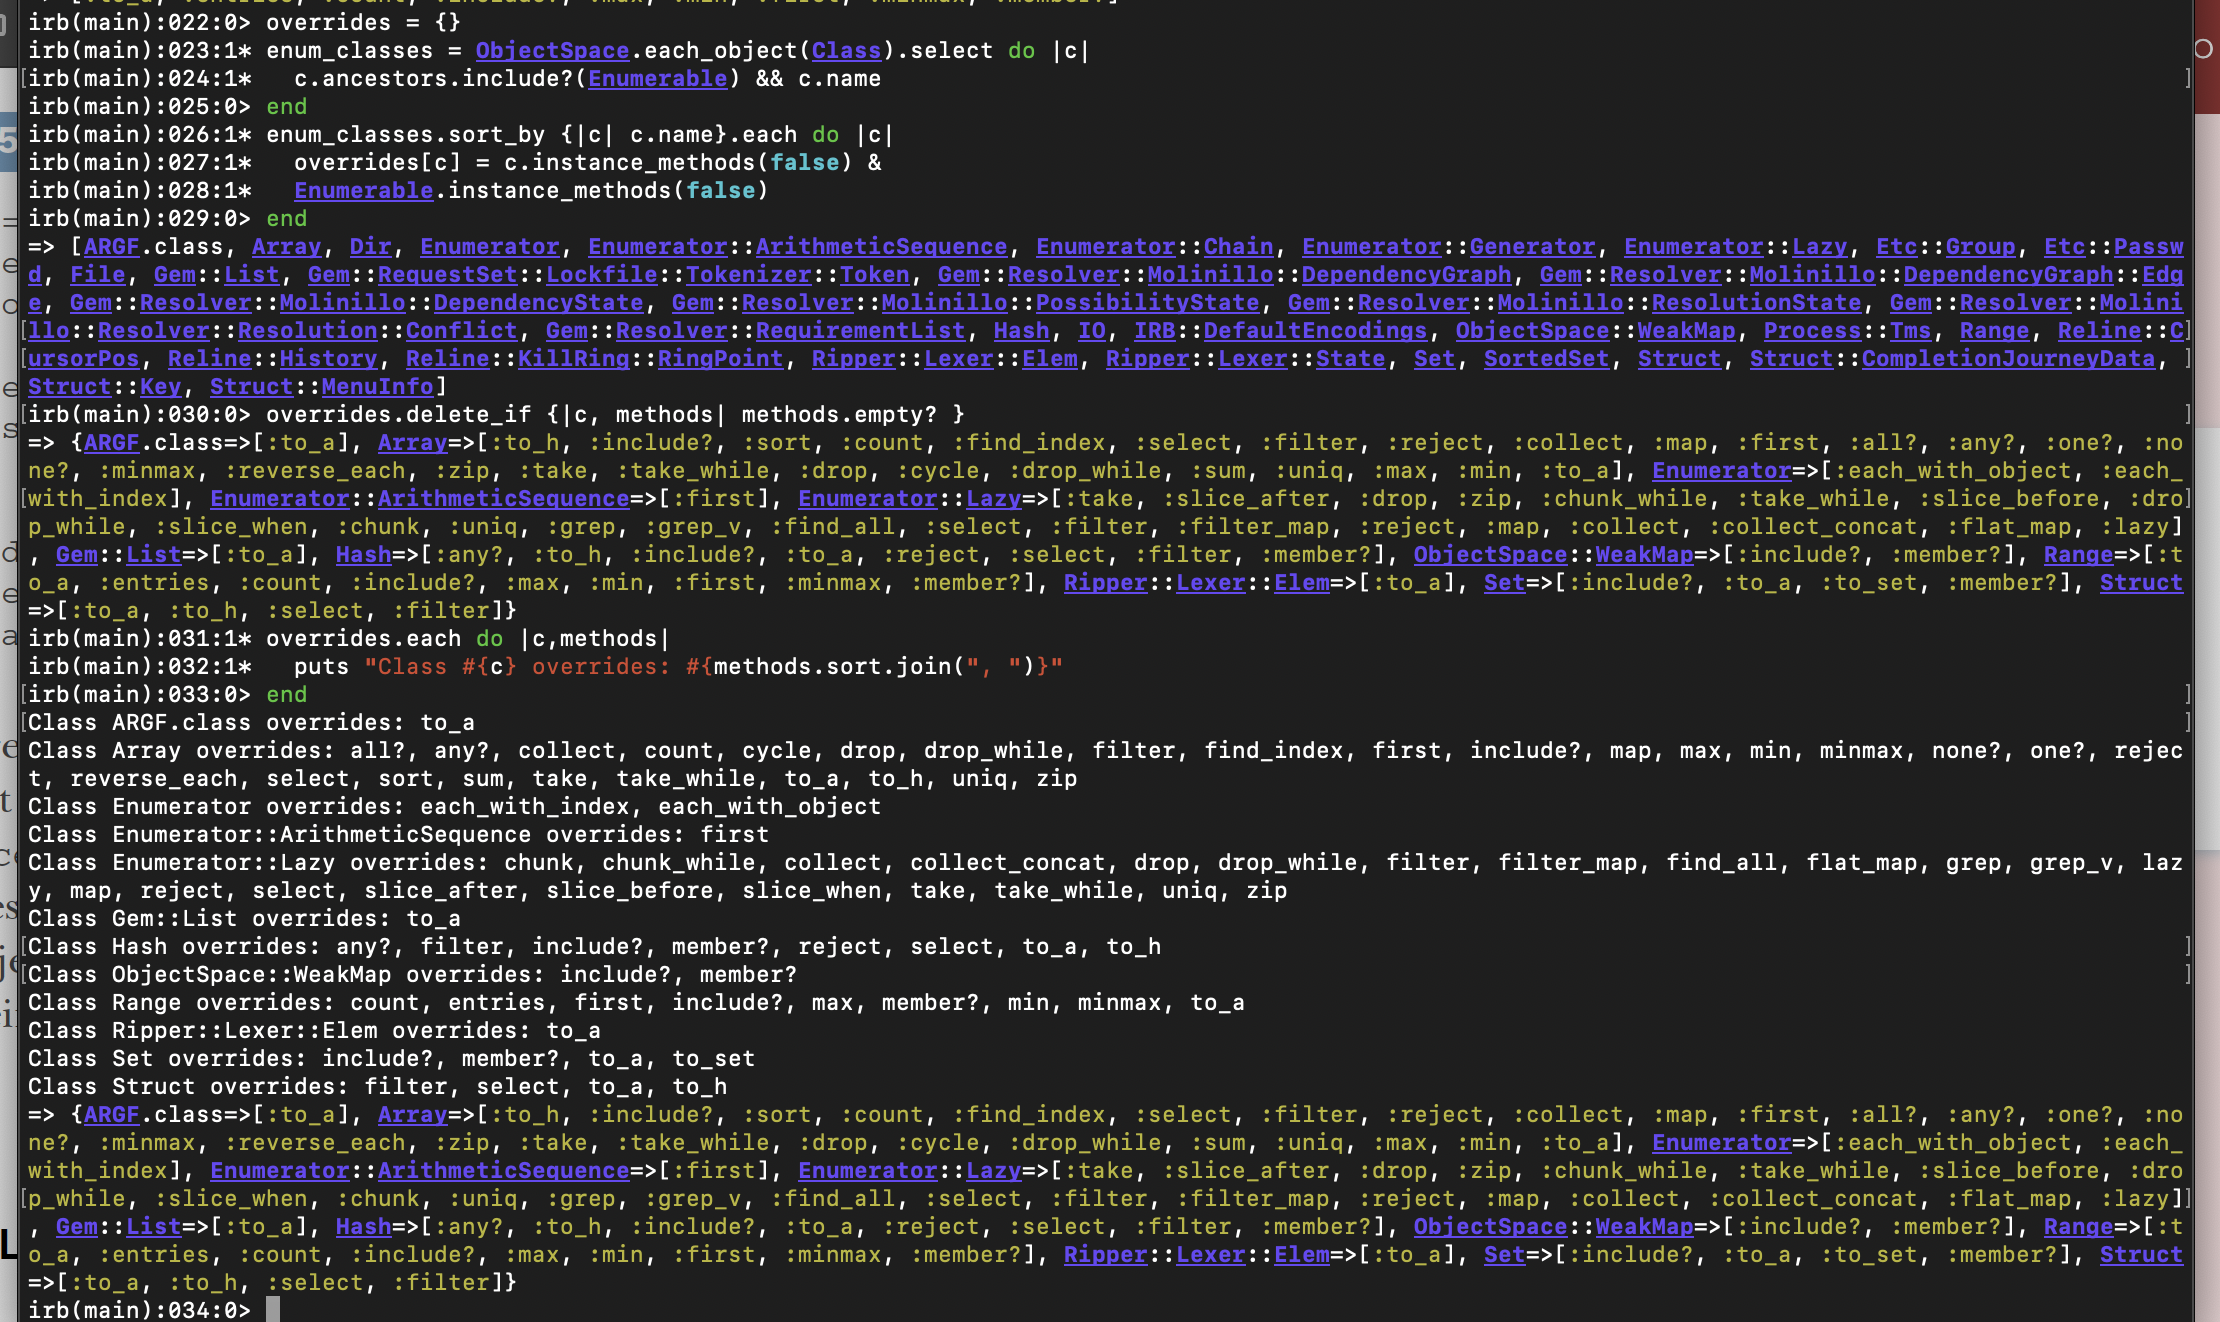 irb(main):022:0> overrides = {}
irb(main):023:1* enum_classes = ObjectSpace.each_object(Class).select do |c|
irb(main):024:1*   c.ancestors.include?(Enumerable) && c.name
irb(main):025:0> end
irb(main):026:1* enum_classes.sort_by {|c| c.name}.each do |c|
irb(main):027:1*   overrides[c] = c.instance_methods(false) &
irb(main):028:1*   Enumerable.instance_methods(false)
irb(main):029:0> end
=> [ARGF.class, Array, Dir, Enumerator, Enumerator::ArithmeticSequence, Enumerator::Chain, Enumerator::Generator, Enumerator::Lazy, Etc::Group, Etc::Passw
d, File, Gem::List, Gem::RequestSet::Lockfile::Tokenizer::Token, Gem::Resolver::Molinillo::DependencyGraph, Gem::Resolver::Molinillo::DependencyGraph::Edg
e, Gem::Resolver::Molinillo::DependencyState, Gem::Resolver::Molinillo::PossibilityState, Gem::Resolver::Molinillo::ResolutionState, Gem::Resolver::Molini
llo::Resolver::Resolution::Conflict, Gem::Resolver::RequirementList, Hash, IO, IRB::DefaultEncodings, ObjectSpace::WeakMap, Process::Tms, Range, Reline::C
ursorPos, Reline::History, Reline::KillRing::RingPoint, Ripper::Lexer::Elem, Ripper::Lexer::State, Set, SortedSet, Struct, Struct::CompletionJourneyData,
Struct::Key, Struct::MenuInfo]
irb(main):030:0> overrides.delete_if {|c, methods| methods.empty? }
=> {ARGF.class=>[:to_a], Array=>[:to_h, :include?, :sort, :count, :find_index, :select, :filter, :reject, :collect, :map, :first, :all?, :any?, :one?, :no
ne?, :minmax, :reverse_each, :zip, :take, :take_while, :drop, :cycle, :drop_while, :sum, :uniq, :max, :min, :to_a], Enumerator=>[:each_with_object, :each_
with_index], Enumerator::ArithmeticSequence=>[:first], Enumerator::Lazy=>[:take, :slice_after, :drop, :zip, :chunk_while, :take_while, :slice_before, :dro
p_while, :slice_when, :chunk, :uniq, :grep, :grep_v, :find_all, :select, :filter, :filter_map, :reject, :map, :collect, :collect_concat, :flat_map, :lazy]
, Gem::List=>[:to_a], Hash=>[:any?, :to_h, :include?, :to_a, :reject, :select, :filter, :member?], ObjectSpace::WeakMap=>[:include?, :member?], Range=>[:t
o_a, :entries, :count, :include?, :max, :min, :first, :minmax, :member?], Ripper::Lexer::Elem=>[:to_a], Set=>[:include?, :to_a, :to_set, :member?], Struct
=>[:to_a, :to_h, :select, :filter]}
irb(main):031:1* overrides.each do |c,methods|
irb(main):032:1*   puts "Class #{c} overrides: #{methods.sort.join(", ")}"
irb(main):033:0> end
Class ARGF.class overrides: to_a
Class Array overrides: all?, any?, collect, count, cycle, drop, drop_while, filter, find_index, first, include?, map, max, min, minmax, none?, one?, rejec
t, reverse_each, select, sort, sum, take, take_while, to_a, to_h, uniq, zip
Class Enumerator overrides: each_with_index, each_with_object
Class Enumerator::ArithmeticSequence overrides: first
Class Enumerator::Lazy overrides: chunk, chunk_while, collect, collect_concat, drop, drop_while, filter, filter_map, find_all, flat_map, grep, grep_v, laz
y, map, reject, select, slice_after, slice_before, slice_when, take, take_while, uniq, zip
Class Gem::List overrides: to_a
Class Hash overrides: any?, filter, include?, member?, reject, select, to_a, to_h
Class ObjectSpace::WeakMap overrides: include?, member?
Class Range overrides: count, entries, first, include?, max, member?, min, minmax, to_a
Class Ripper::Lexer::Elem overrides: to_a
Class Set overrides: include?, member?, to_a, to_set
Class Struct overrides: filter, select, to_a, to_h
=> {ARGF.class=>[:to_a], Array=>[:to_h, :include?, :sort, :count, :find_index, :select, :filter, :reject, :collect, :map, :first, :all?, :any?, :one?, :no
ne?, :minmax, :reverse_each, :zip, :take, :take_while, :drop, :cycle, :drop_while, :sum, :uniq, :max, :min, :to_a], Enumerator=>[:each_with_object, :each_
with_index], Enumerator::ArithmeticSequence=>[:first], Enumerator::Lazy=>[:take, :slice_after, :drop, :zip, :chunk_while, :take_while, :slice_before, :dro
p_while, :slice_when, :chunk, :uniq, :grep, :grep_v, :find_all, :select, :filter, :filter_map, :reject, :map, :collect, :collect_concat, :flat_map, :lazy]
, Gem::List=>[:to_a], Hash=>[:any?, :to_h, :include?, :to_a, :reject, :select, :filter, :member?], ObjectSpace::WeakMap=>[:include?, :member?], Range=>[:t
o_a, :entries, :count, :include?, :max, :min, :first, :minmax, :member?], Ripper::Lexer::Elem=>[:to_a], Set=>[:include?, :to_a, :to_set, :member?], Struct
=>[:to_a, :to_h, :select, :filter]}
irb(main):034:0>